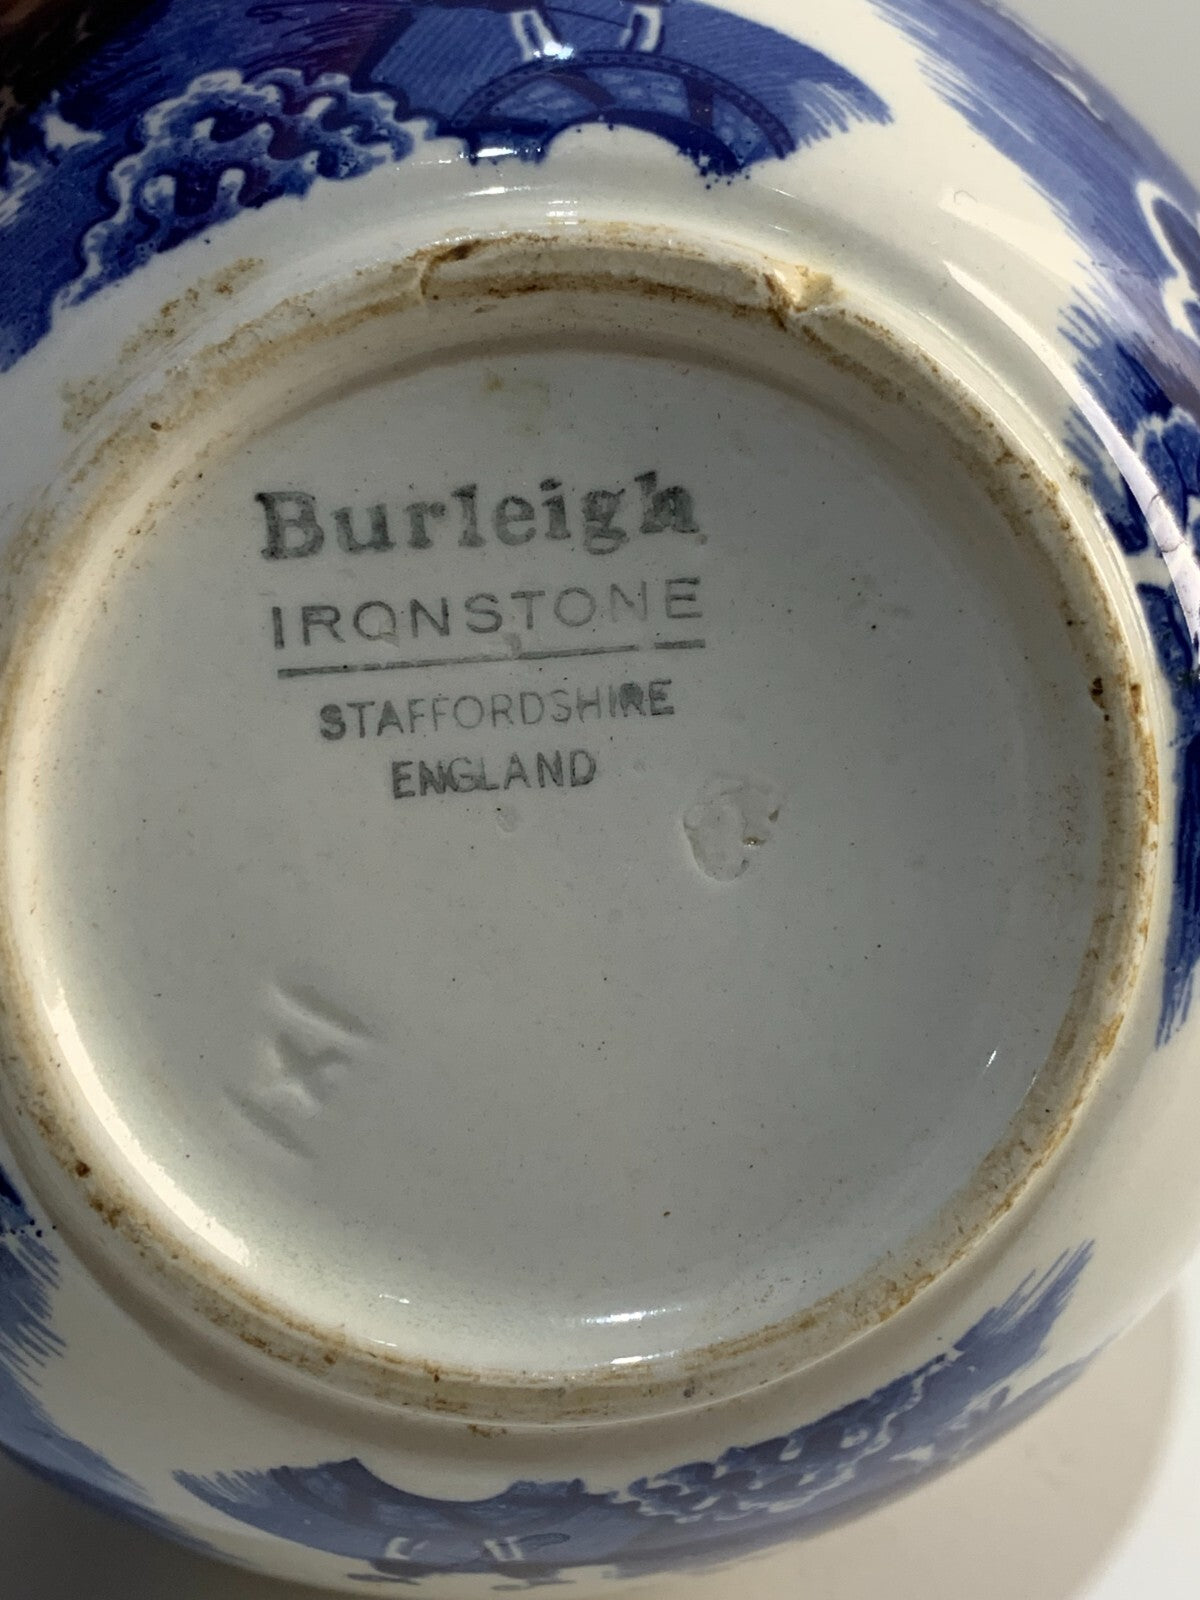 Burleigh
IRONSTONE
STAFFORDSHIRE
ENGLAND